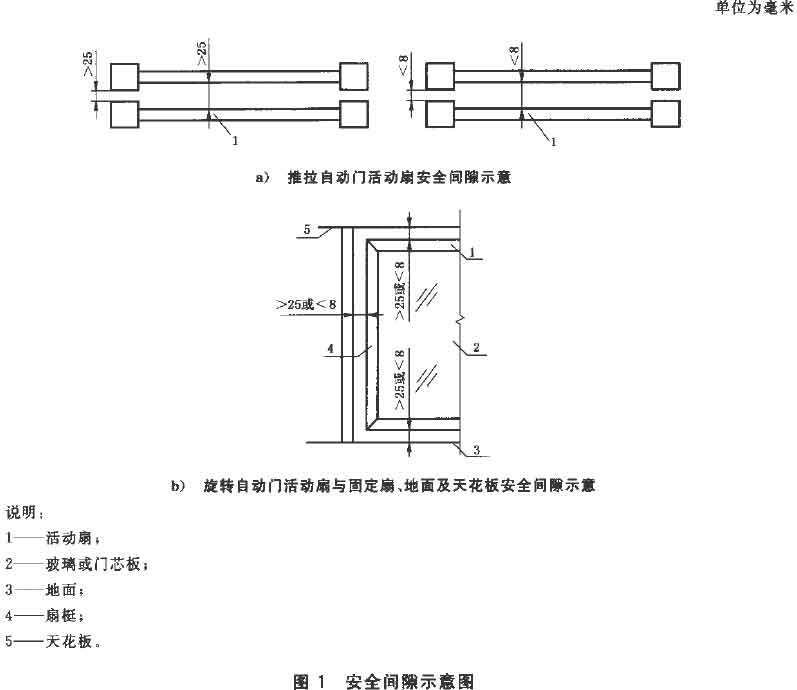 单位为毫米
>25
>25
1
<8
<8
1
a) 推拉自动门活动扇安全间隙示意
5
1
>25或<8
>25或<8
4
2
>25或<8
3
b) 旋转自动门活动扇与固定扇、地面及天花板安全间隙示意
说明:
1——活动扇;
2——玻璃或门芯板;
3——地面;
4——扇梃;
5——天花板。
图 1 安全间隙示意图